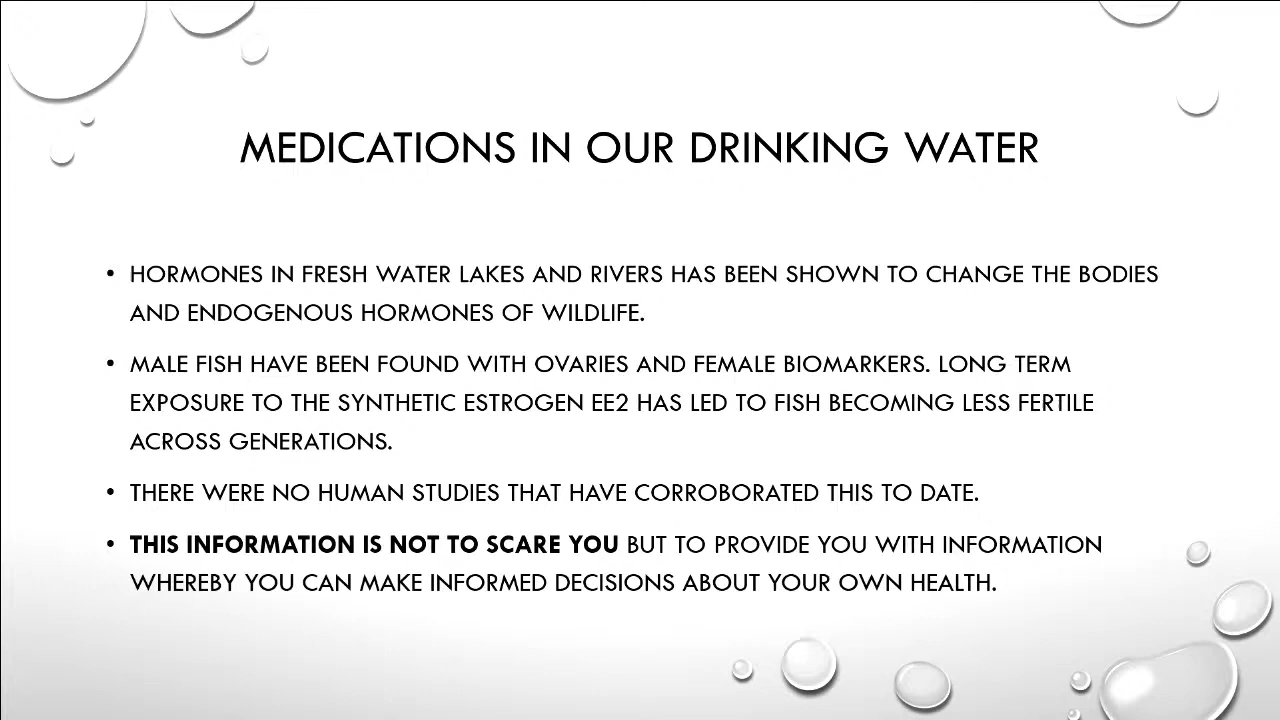 MEDICATIONS IN OUR DRINKING WATER
• HORMONES IN FRESH WATER LAKES AND RIVERS HAS BEEN SHOWN TO CHANGE THE BODIES
AND ENDOGENOUS HORMONES OF WILDLIFE.
• MALE FISH HAVE BEEN FOUND WITH OVARIES AND FEMALE BIOMARKERS. LONG TERM
EXPOSURE TO THE SYNTHETIC ESTROGEN EE2 HAS LED TO FISH BECOMING LESS FERTILE
ACROSS GENERATIONS.
• THERE WERE NO HUMAN STUDIES THAT HAVE CORROBORATED THIS TO DATE.
• THIS INFORMATION IS NOT TO SCARE YOU BUT TO PROVIDE YOU WITH INFORMATION
WHEREBY YOU CAN MAKE INFORMED DECISIONS ABOUT YOUR OWN HEALTH.